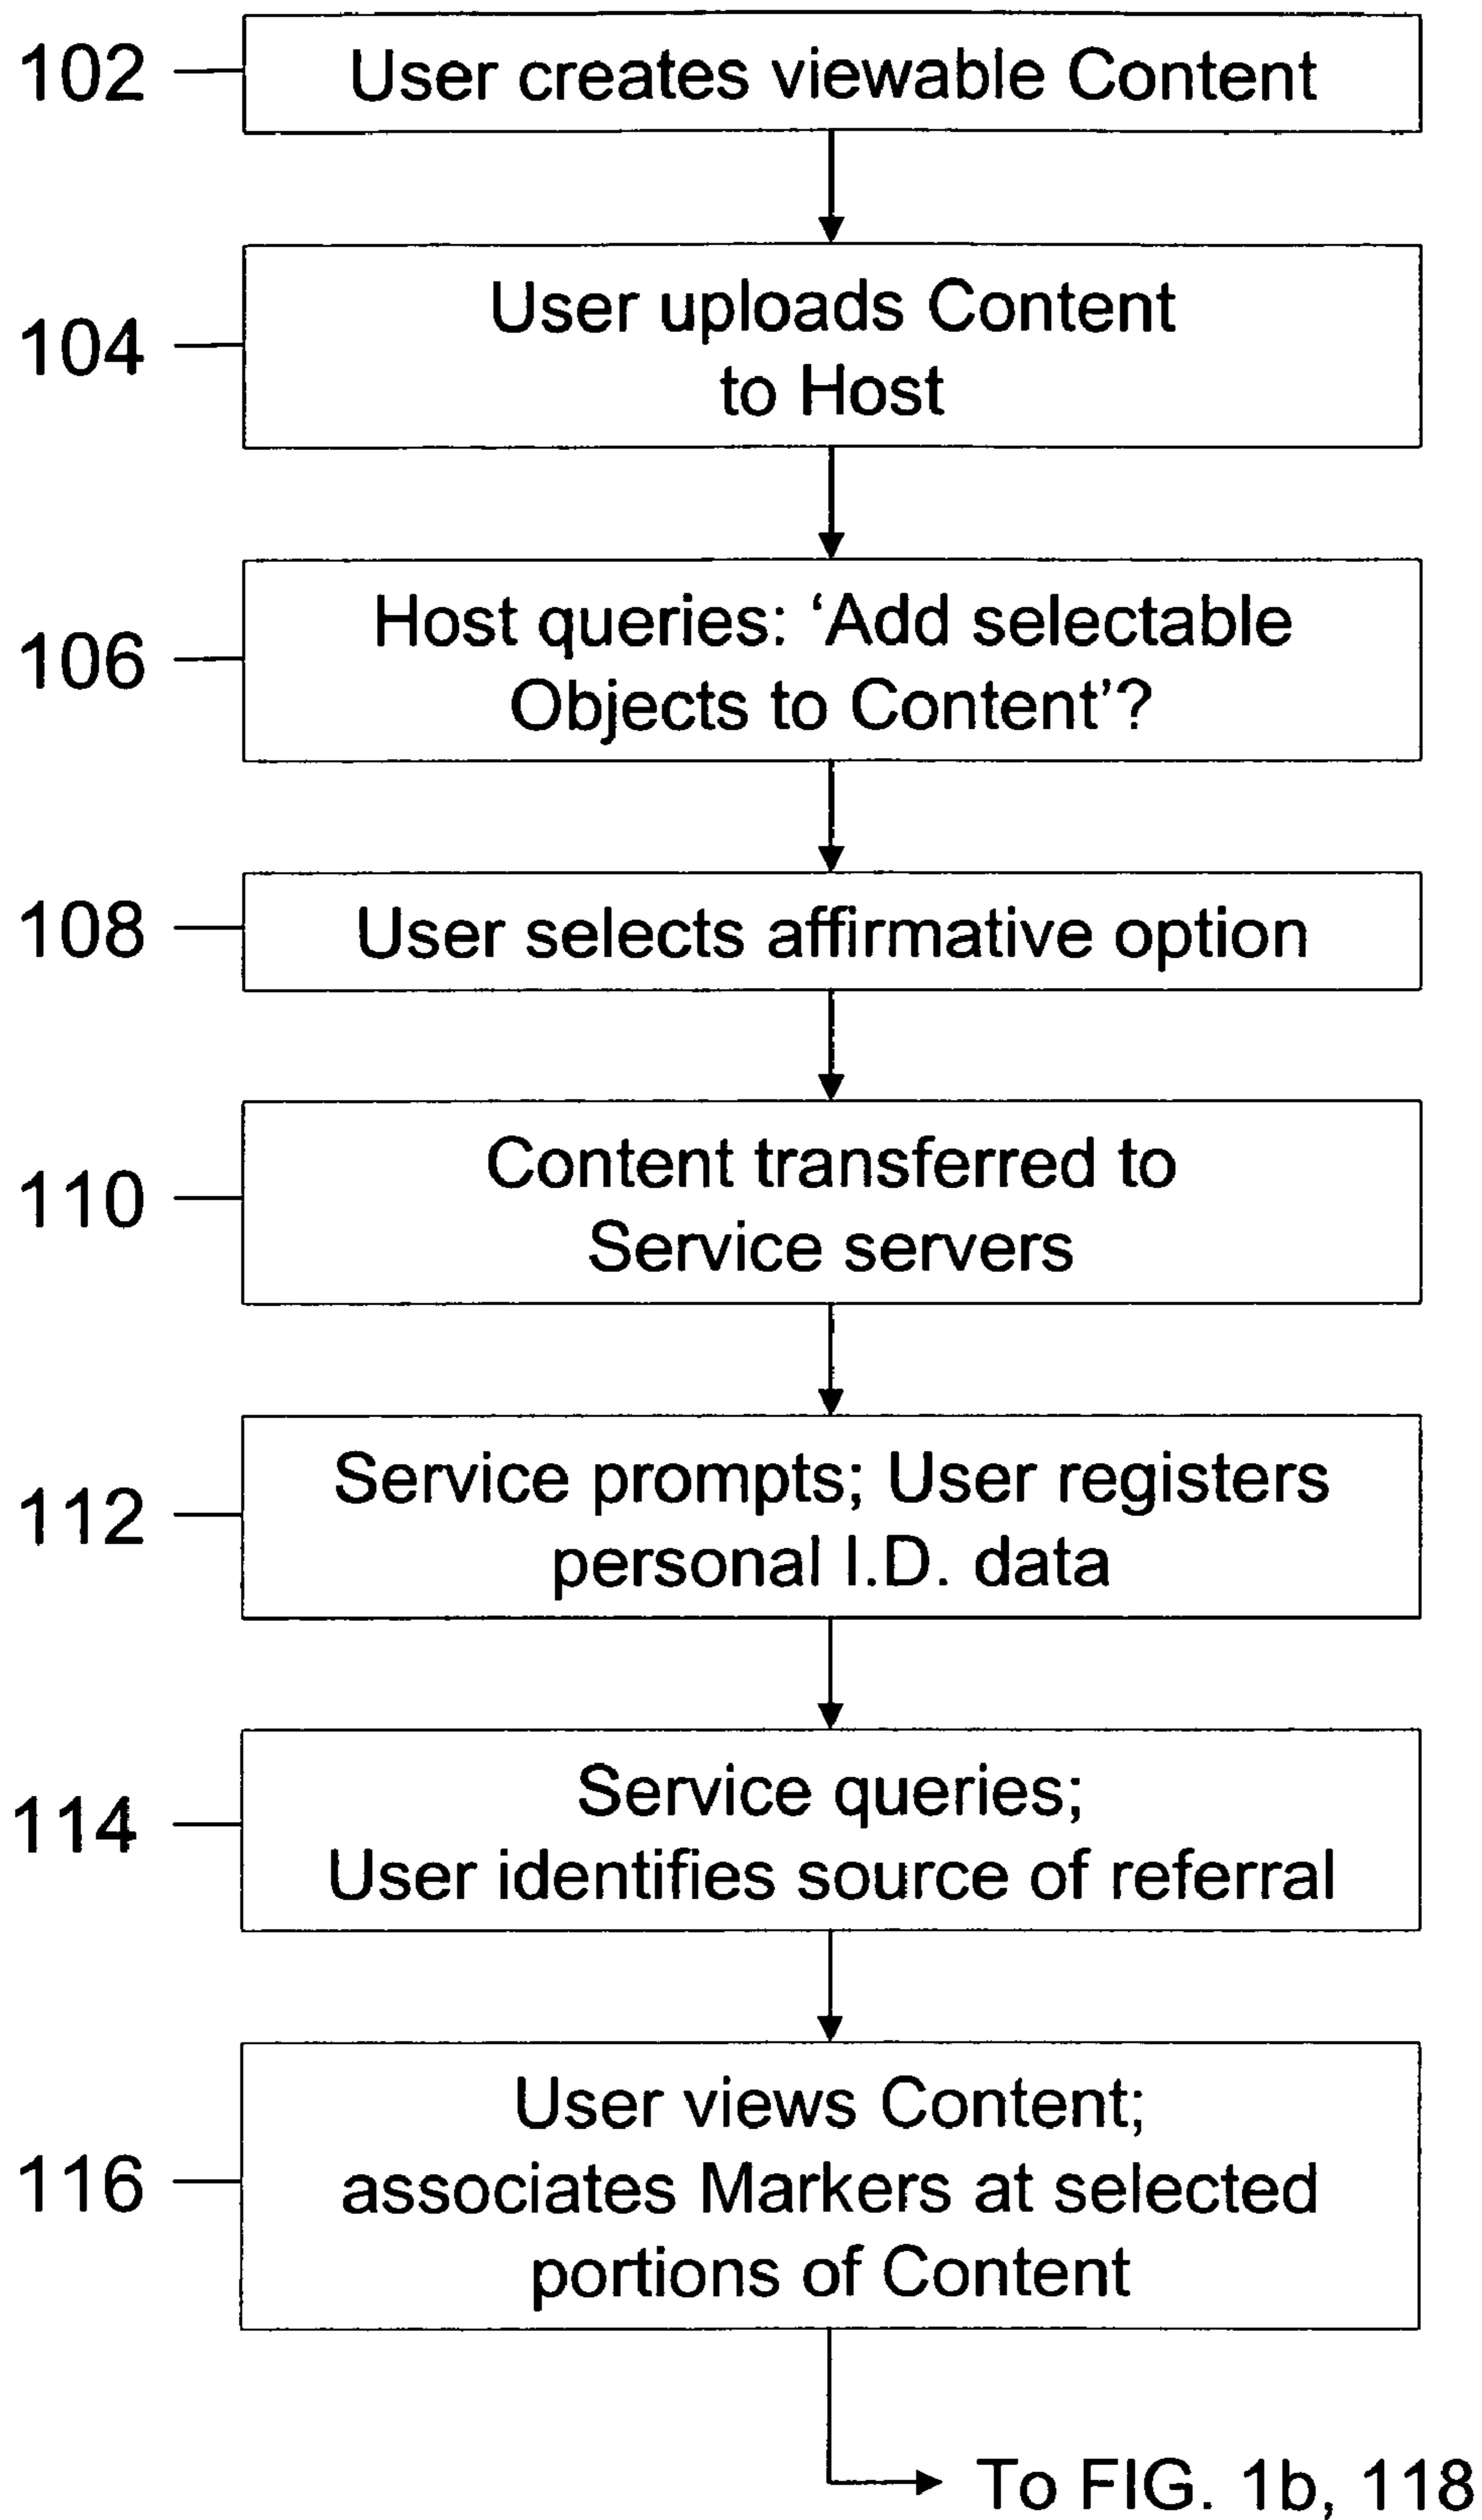 102
User creates viewable Content
104
User uploads Content
to Host
106
Host queries: ‘Add selectable
Objects to Content’?
108
User selects affirmative option
110
Content transferred to
Service servers
112
Service prompts; User registers
personal I.D. data
114
Service queries;
User identifies source of referral
116
User views Content;
associates Markers at selected
portions of Content
To FIG. 1b, 118